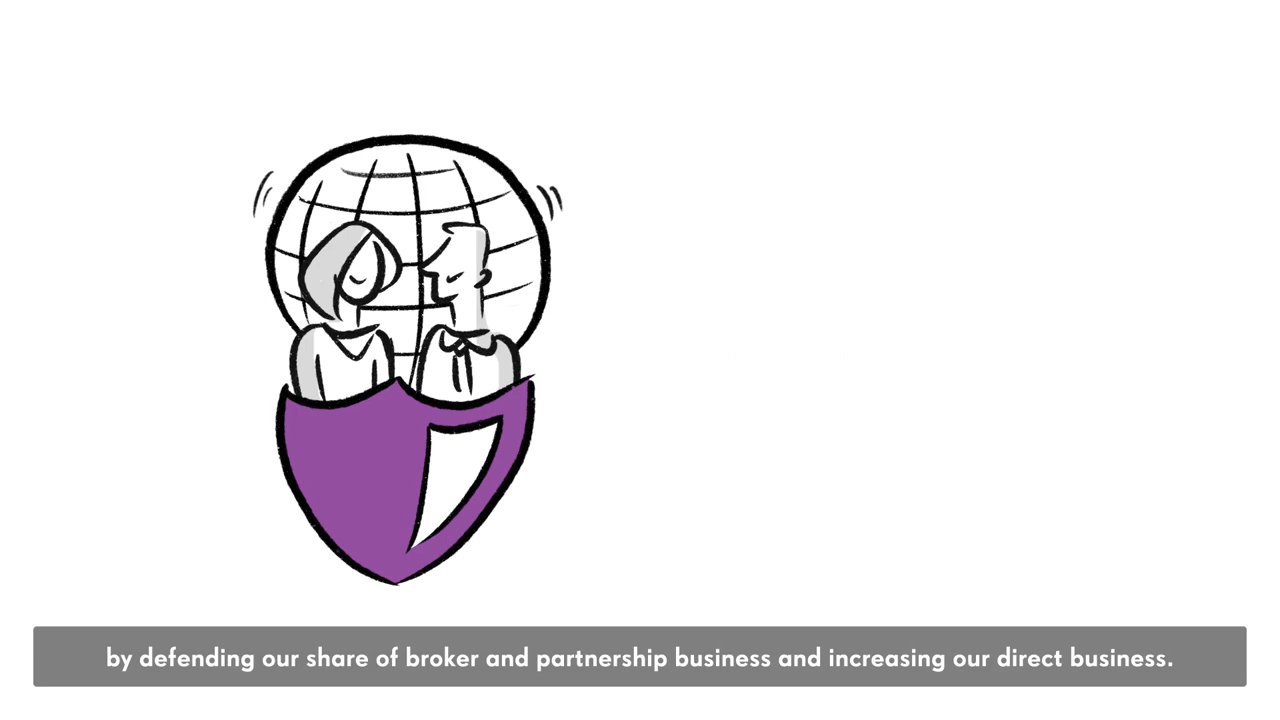 by defending our share of broker and partnership business and increasing our direct business.